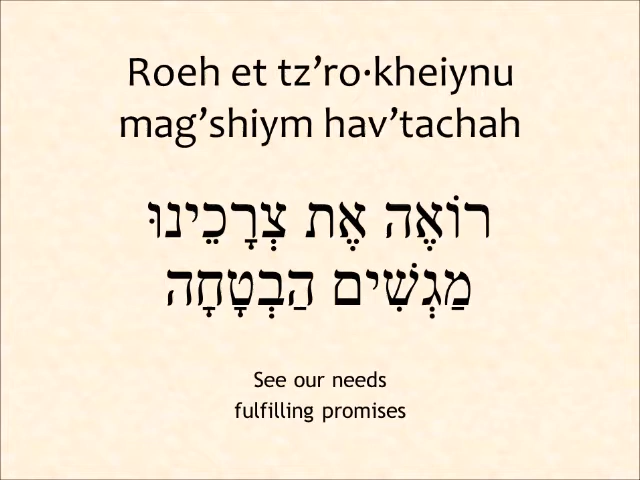 Roeh et tz’ro·kheiynu
mag’shiym hav’tachah
רוֹאֶה אֶת צְרָכֵינוּ
מַגְשִׁים הַבְטָחָה
See our needs
fulfilling promises